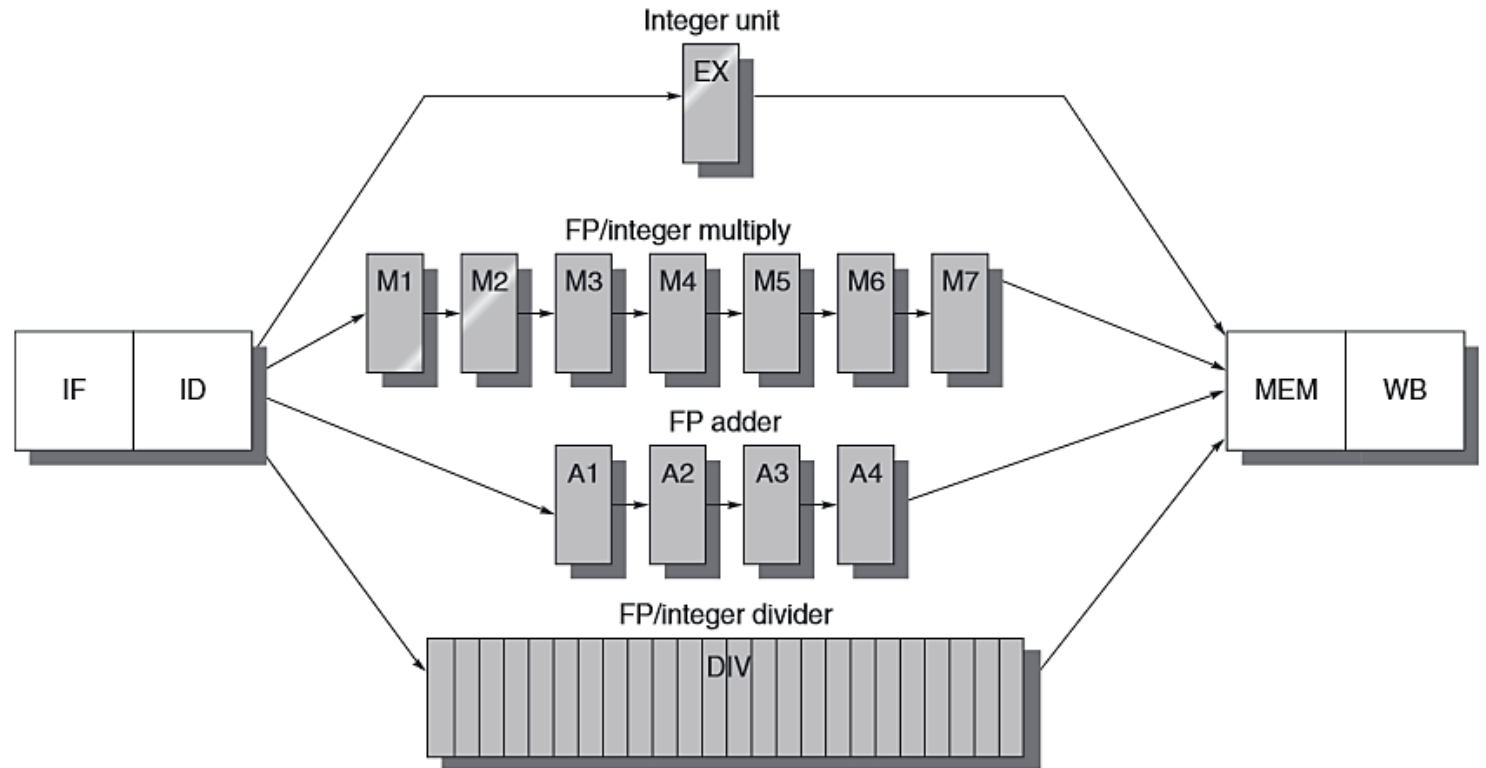 Integer unit
EX
FP/integer multiply
M1 M2 M3 M4 M5 M6 M7
IF ID
MEM WB
FP adder
A1 A2 A3 A4
FP/integer divider
DIV